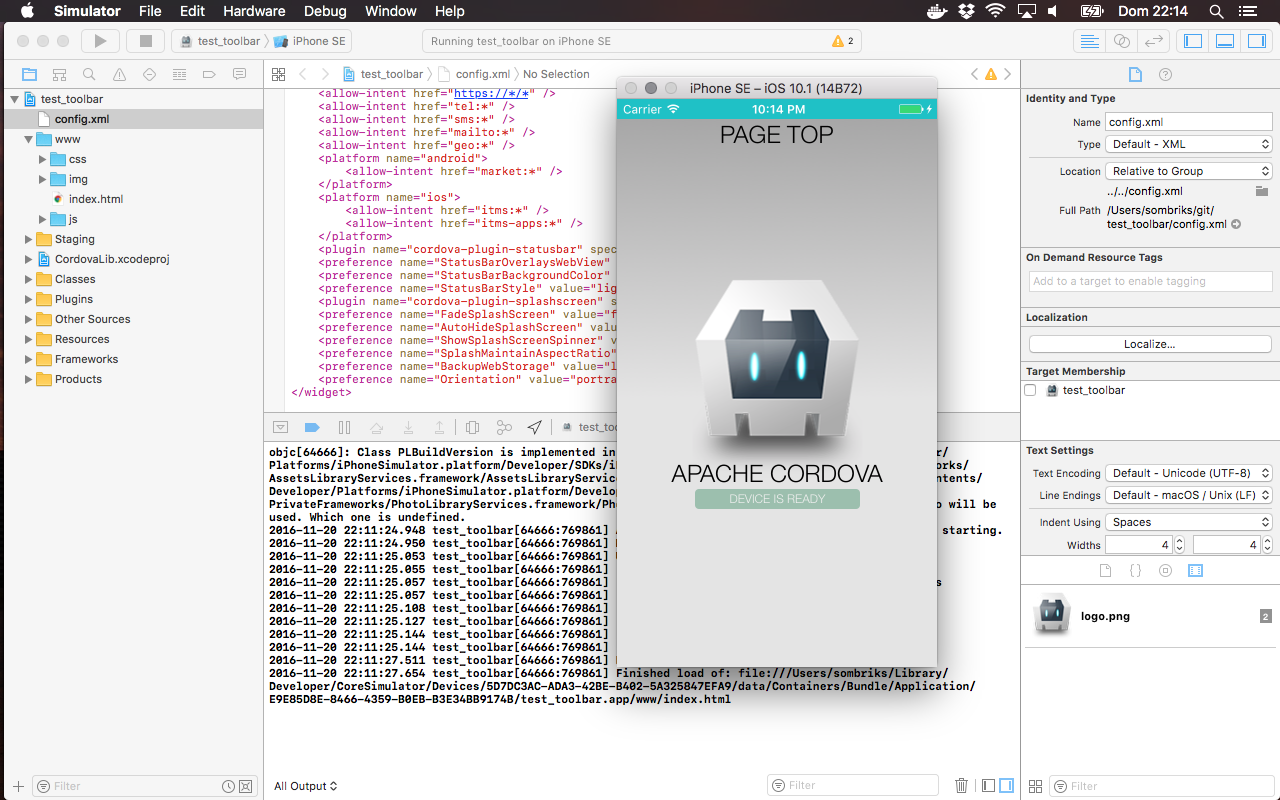 Simulator File Edit Hardware Debug Window Help
Dom 22:14
test_toolbar iPhone SE
Running test_toolbar on iPhone SE
2
test_toolbar config.xml No Selection
test_toolbar
config.xml
www
css
img
index.html
js
Staging
CordovaLib.xcodeproj
Classes
Plugins
Other Sources
Resources
Frameworks
Products
Filter
<allow-intent href="https://*/*" />
<allow-intent href="tel:*" />
<allow-intent href="sms:*" />
<allow-intent href="mailto:*" />
<allow-intent href="geo:*" />
<platform name="android">
<allow-intent href="market:*" />
</platform>
<platform name="ios">
<allow-intent href="itms:*" />
<allow-intent href="itms-apps:*" />
</platform>
<plugin name="cordova-plugin-statusbar" spec
<preference name="StatusBarOverlaysWebView"
<preference name="StatusBarBackgroundColor"
<preference name="StatusBarStyle" value="lig
<plugin name="cordova-plugin-splashscreen" s
<preference name="FadeSplashScreen" value="f
<preference name="AutoHideSplashScreen" valu
<preference name="ShowSplashScreenSpinner" v
<preference name="SplashMaintainAspectRatio"
<preference name="BackupWebStorage" value="l
<preference name="Orientation" value="portra
</widget>
iPhone SE – iOS 10.1 (14B72)
Carrier 10:14 PM
PAGE TOP
APACHE CORDOVA
DEVICE IS READY
objc[64666]: Class PLBuildVersion is implemented in
Platforms/iPhoneSimulator.platform/Developer/SDKs/i
AssetsLibraryServices.framework/AssetsLibraryServic
Developer/Platforms/iPhoneSimulator.platform/Develop
PrivateFrameworks/PhotoLibraryServices.framework/Ph o will be
used. Which one is undefined.
2016-11-20 22:11:24.948 test_toolbar[64666:769861] starting.
2016-11-20 22:11:24.950 test_toolbar[64666:769861]
2016-11-20 22:11:25.053 test_toolbar[64666:769861]
2016-11-20 22:11:25.055 test_toolbar[64666:769861]
2016-11-20 22:11:25.057 test_toolbar[64666:769861] s
2016-11-20 22:11:25.057 test_toolbar[64666:769861]
2016-11-20 22:11:25.108 test_toolbar[64666:769861]
2016-11-20 22:11:25.127 test_toolbar[64666:769861]
2016-11-20 22:11:25.144 test_toolbar[64666:769861]
2016-11-20 22:11:25.144 test_toolbar[64666:769861]
2016-11-20 22:11:27.511 test_toolbar[64666:769861]
2016-11-20 22:11:27.654 test_toolbar[64666:769861] Finished load of: file:///Users/sombriks/Library/
Developer/CoreSimulator/Devices/5D7DC3AC-ADA3-42BE-B402-5A325847EFA9/data/Containers/Bundle/Application/
E9E85D8E-8466-4359-B0EB-B3E34BB9174B/test_toolbar.app/www/index.html
All Output
Filter
Identity and Type
Name config.xml
Type Default - XML
Location Relative to Group
../../config.xml
Full Path /Users/sombriks/git/
test_toolbar/config.xml
On Demand Resource Tags
Add to a target to enable tagging
Localization
Localize...
Target Membership
test_toolbar
Text Settings
Text Encoding Default - Unicode (UTF-8)
Line Endings Default - macOS / Unix (LF)
Indent Using Spaces
Widths 4 4
logo.png 2
Filter